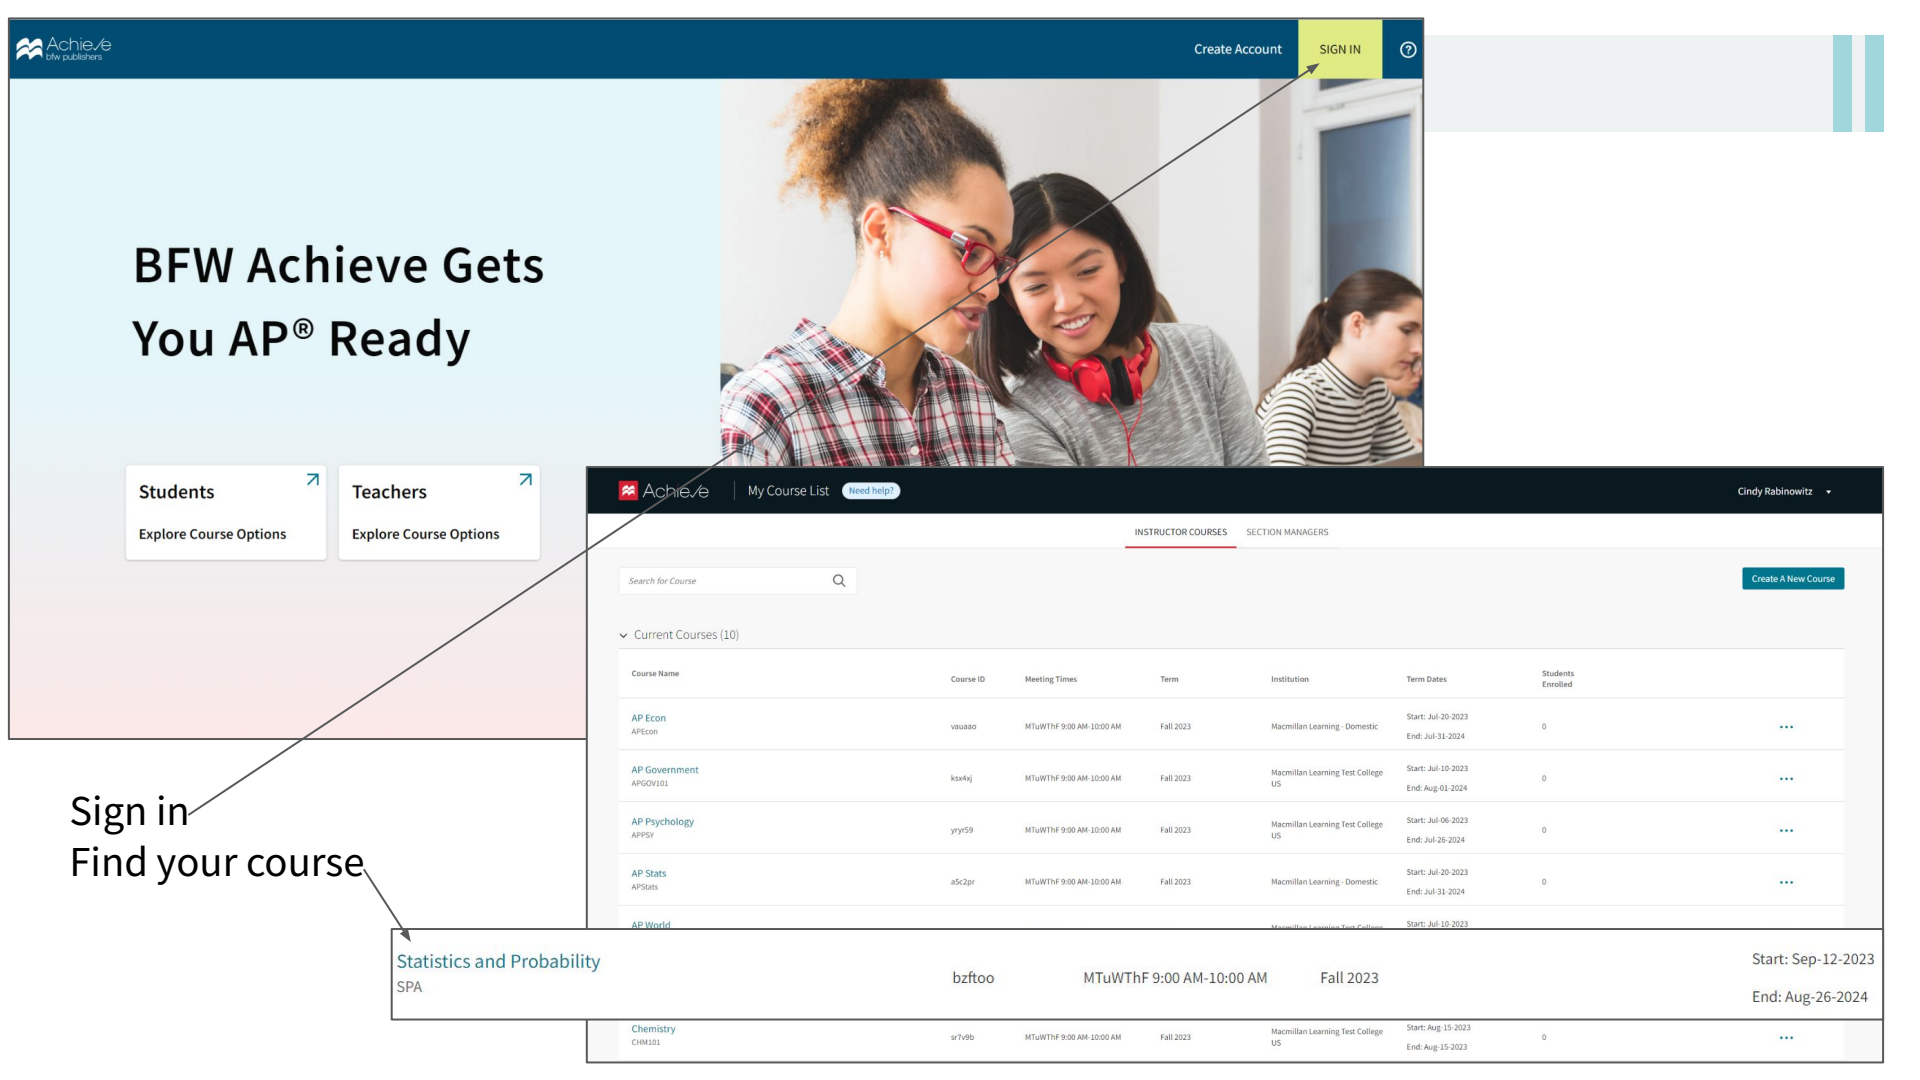 Achieve
bfw publishers
Create Account
SIGN IN
?
BFW Achieve Gets
You AP® Ready
Students
Explore Course Options
Teachers
Explore Course Options
Achieve
My Course List
Need help?
Cindy Rabinowitz
INSTRUCTOR COURSES
SECTION MANAGERS
Search for Course
Create A New Course
Current Courses (10)
Course Name
Course ID
Meeting Times
Term
Institution
Term Dates
Students
Enrolled
AP Econ
APEcon
vauaao
MTuWThF 9:00 AM-10:00 AM
Fall 2023
Macmillan Learning - Domestic
Start: Jul-20-2023
End: Jul-31-2024
0
AP Government
APGOV101
ksx4xj
MTuWThF 9:00 AM-10:00 AM
Fall 2023
Macmillan Learning Test College
US
Start: Jul-10-2023
End: Aug-01-2024
0
AP Psychology
APPSY
yryr59
MTuWThF 9:00 AM-10:00 AM
Fall 2023
Macmillan Learning Test College
US
Start: Jul-06-2023
End: Jul-26-2024
0
AP Stats
APStats
a5c2pr
MTuWThF 9:00 AM-10:00 AM
Fall 2023
Macmillan Learning - Domestic
Start: Jul-20-2023
End: Jul-31-2024
0
AP World
Macmillan Learning Test College
Start: Jul-10-2023
Sign in
Find your course
Statistics and Probability
SPA
bzftoo
MTuWThF 9:00 AM-10:00 AM
Fall 2023
Start: Sep-12-2023
End: Aug-26-2024
Chemistry
CHM101
sr7v9b
MTuWThF 9:00 AM-10:00 AM
Fall 2023
Macmillan Learning Test College
US
Start: Aug-15-2023
End: Aug-15-2023
0